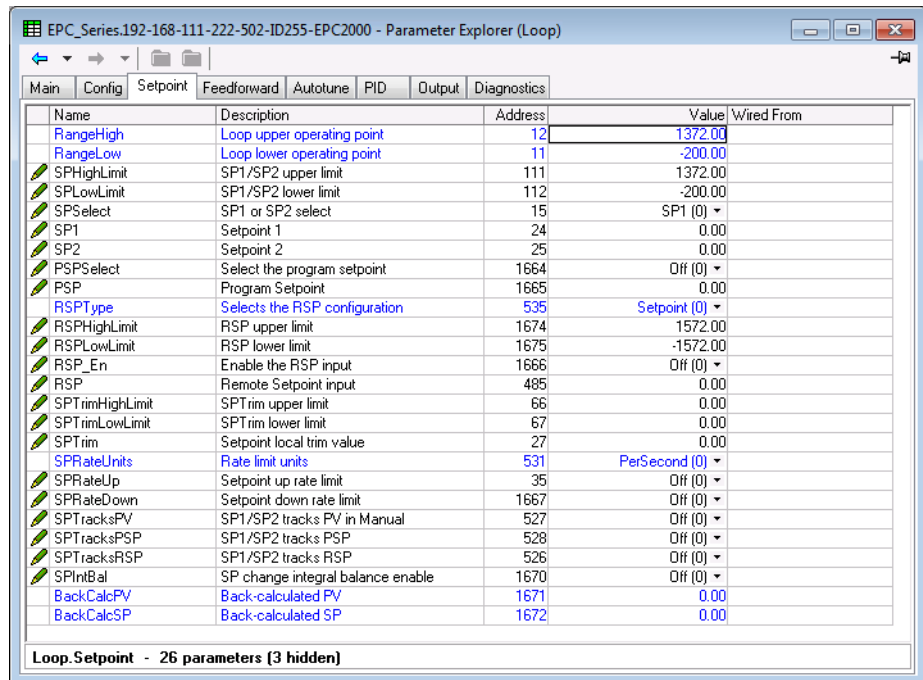 EPC_Series.192-168-111-222-502-ID255-EPC2000 - Parameter Explorer (Loop)
Main Config Setpoint Feedforward Autotune PID Output Diagnostics
Name Description Address Value Wired From
RangeHigh Loop upper operating point 12 1372.00
RangeLow Loop lower operating point 11 -200.00
SPHighLimit SP1/SP2 upper limit 111 1372.00
SPLowLimit SP1/SP2 lower limit 112 -200.00
SPSelect SP1 or SP2 select 15 SP1 (0)
SP1 Setpoint 1 24 0.00
SP2 Setpoint 2 25 0.00
PSPSelect Select the program setpoint 1664 Off (0)
PSP Program Setpoint 1665 0.00
RSPType Selects the RSP configuration 535 Setpoint (0)
RSPHighLimit RSP upper limit 1674 1572.00
RSPLowLimit RSP lower limit 1675 -1572.00
RSP_En Enable the RSP input 1666 Off (0)
RSP Remote Setpoint input 485 0.00
SPTrimHighLimit SPTrim upper limit 66 0.00
SPTrimLowLimit SPTrim lower limit 67 0.00
SPTrim Setpoint local trim value 27 0.00
SPRateUnits Rate limit units 531 PerSecond (0)
SPRateUp Setpoint up rate limit 35 Off (0)
SPRateDown Setpoint down rate limit 1667 Off (0)
SPTracksPV SP1/SP2 tracks PV in Manual 527 Off (0)
SPTracksPSP SP1/SP2 tracks PSP 528 Off (0)
SPTracksRSP SP1/SP2 tracks RSP 526 Off (0)
SPIntBal SP change integral balance enable 1670 Off (0)
BackCalcPV Back-calculated PV 1671 0.00
BackCalcSP Back-calculated SP 1672 0.00
Loop.Setpoint - 26 parameters (3 hidden)